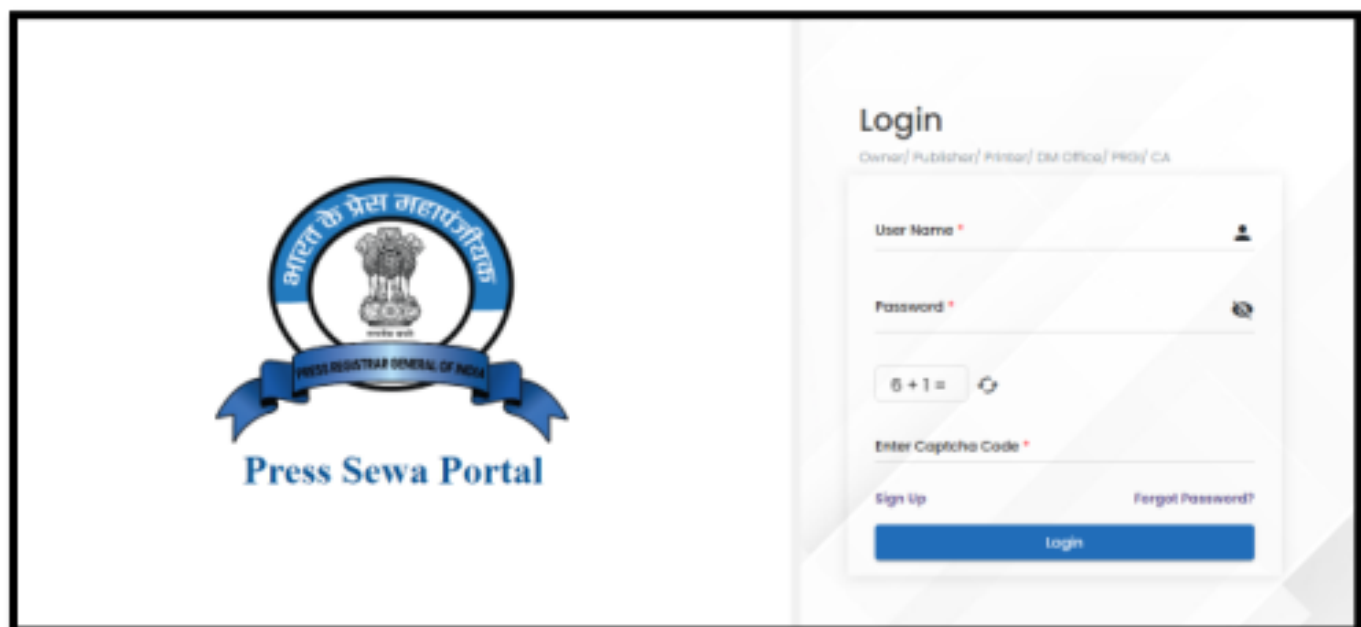 भारत के प्रेस महापंजीयक
PRESS REGISTRAR GENERAL OF INDIA
Press Sewa Portal
Login
Owner/ Publisher/ Printer/ DM Office/ PRGI/ CA
User Name *
Password *
6 + 1 =
Enter Captcha Code *
Sign Up Forgot Password?
Login